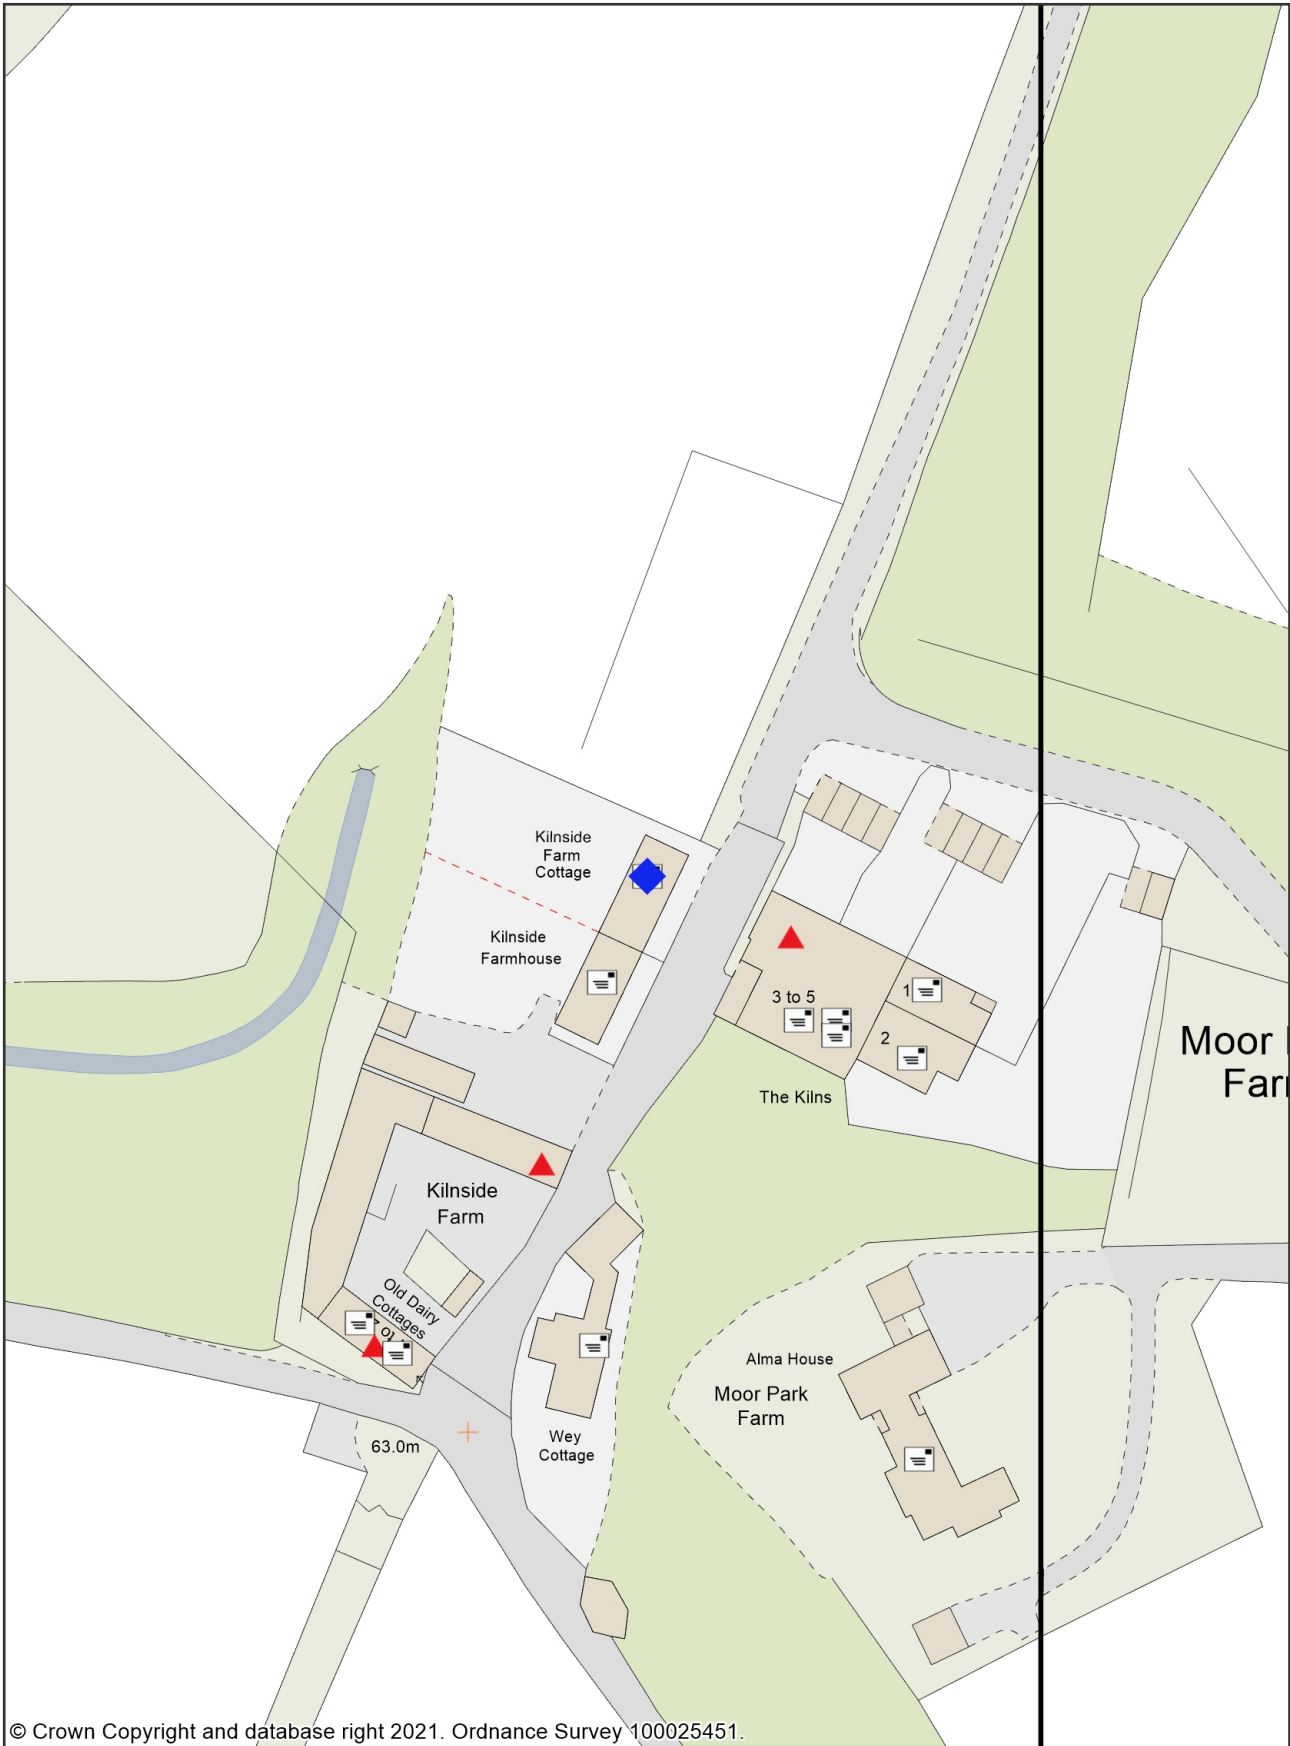 Kilnside
Farm
Cottage
Kilnside
Farmhouse
3 to 5
1
2
Moor
The Kilns
Kilnside
Farm
Old Dairy
Cottages
Alma House
Moor Park
Farm
Wey
Cottage
63.0m
© Crown Copyright and database right 2021. Ordnance Survey 100025451.